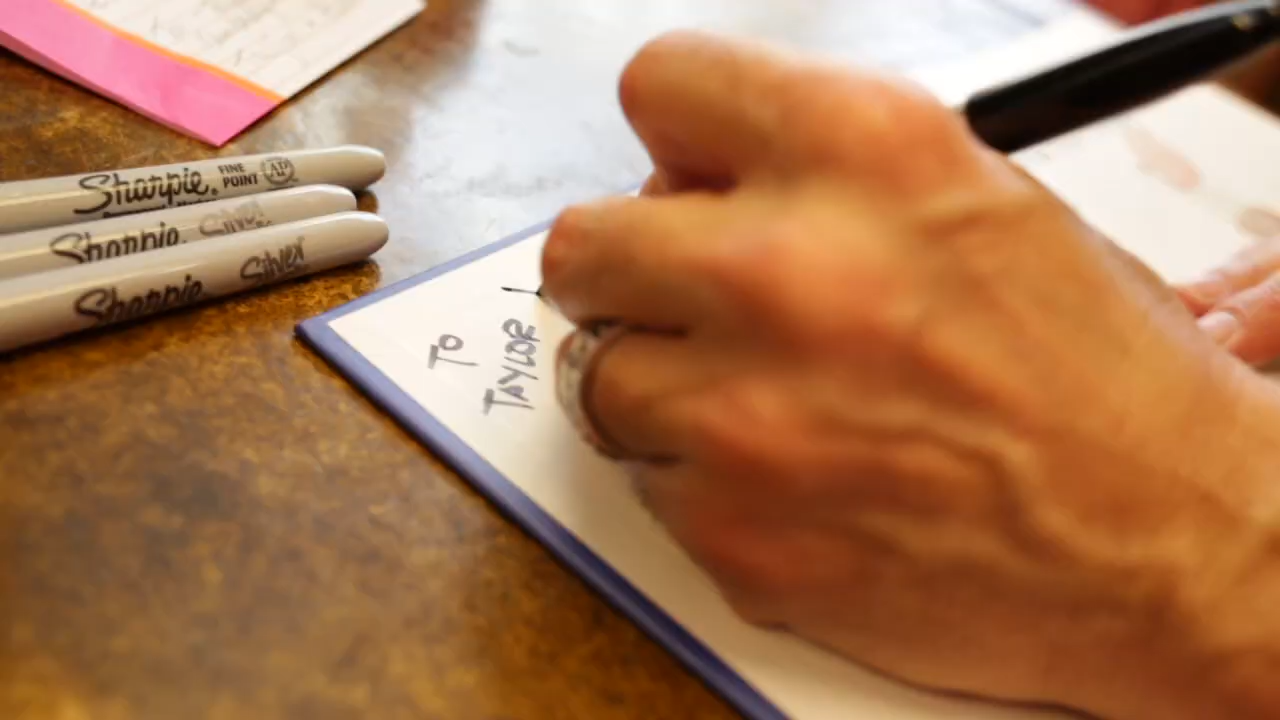 Sharpie. FINE POINT AP
Sharpie. Silver
Sharpie Silver
TO
TAYLOR